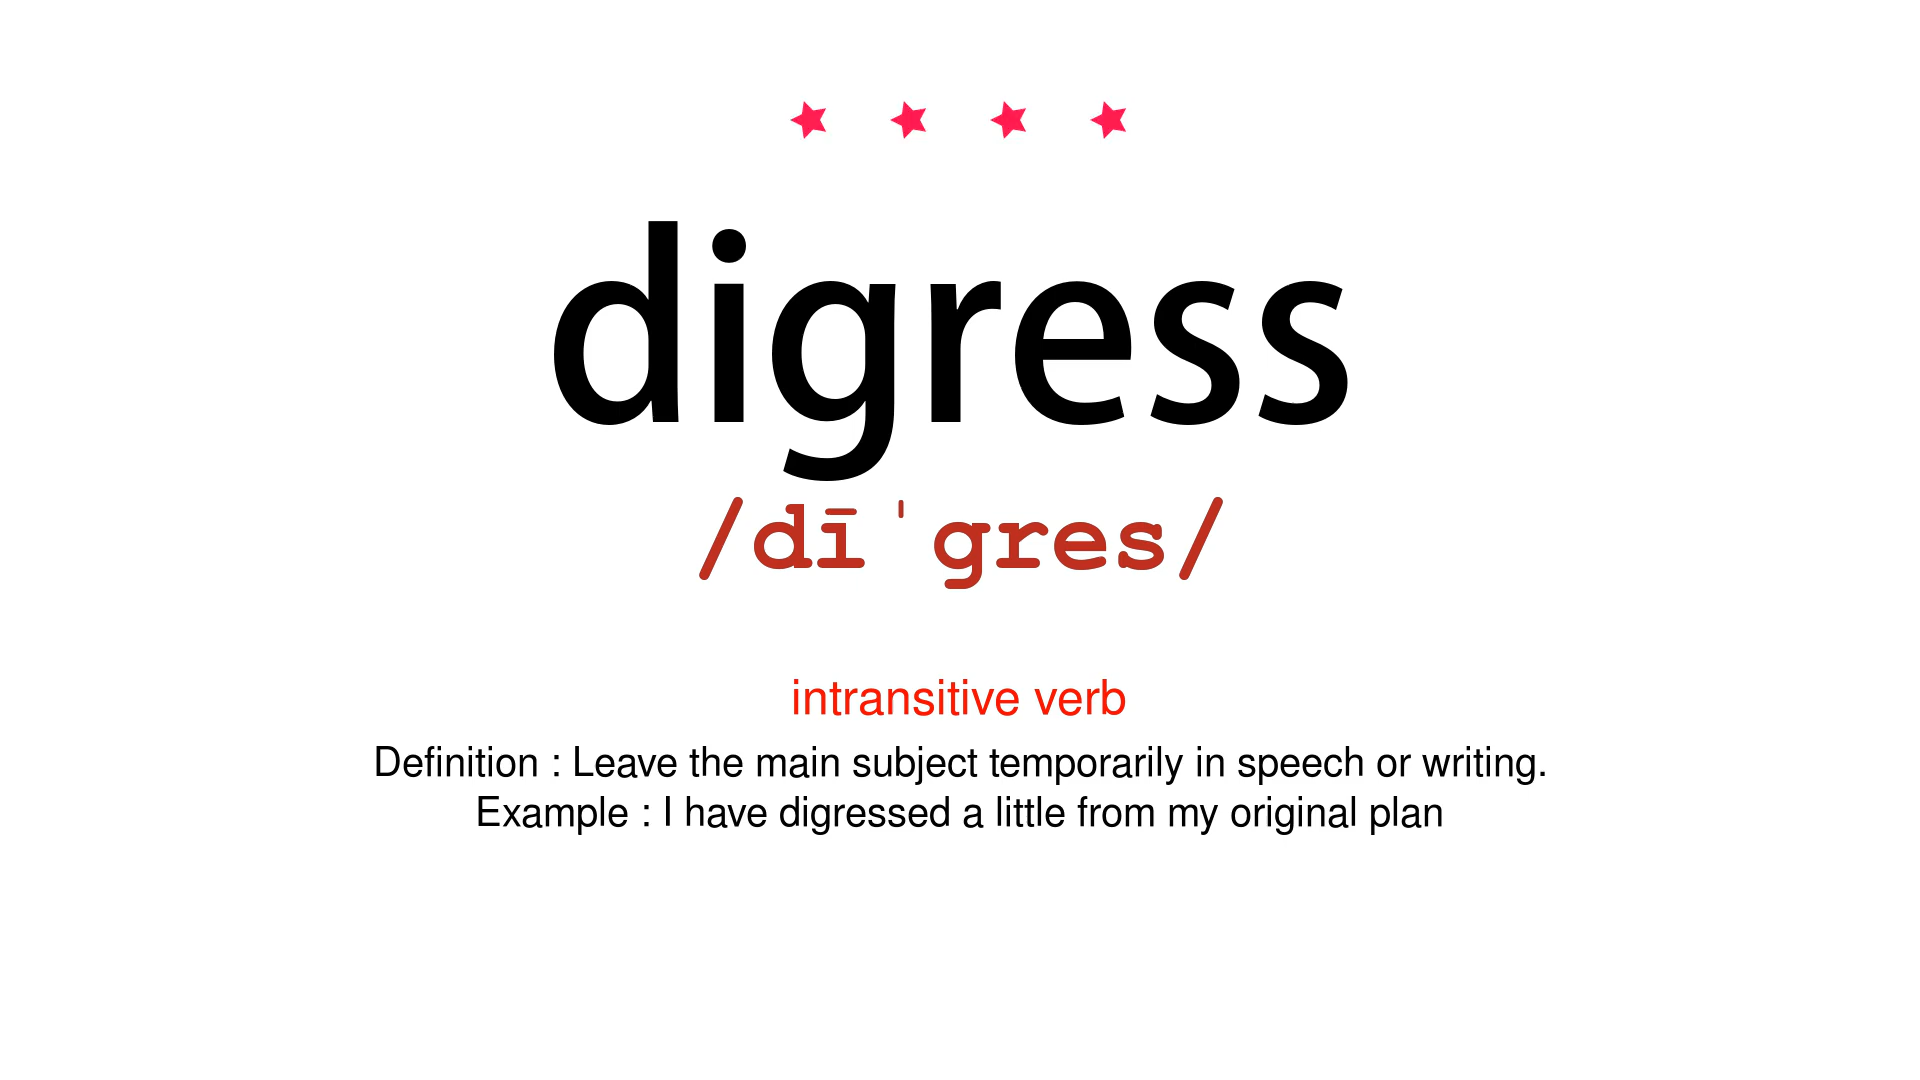 digress
/dīˈgres/
intransitive verb
Definition : Leave the main subject temporarily in speech or writing.
Example : I have digressed a little from my original plan